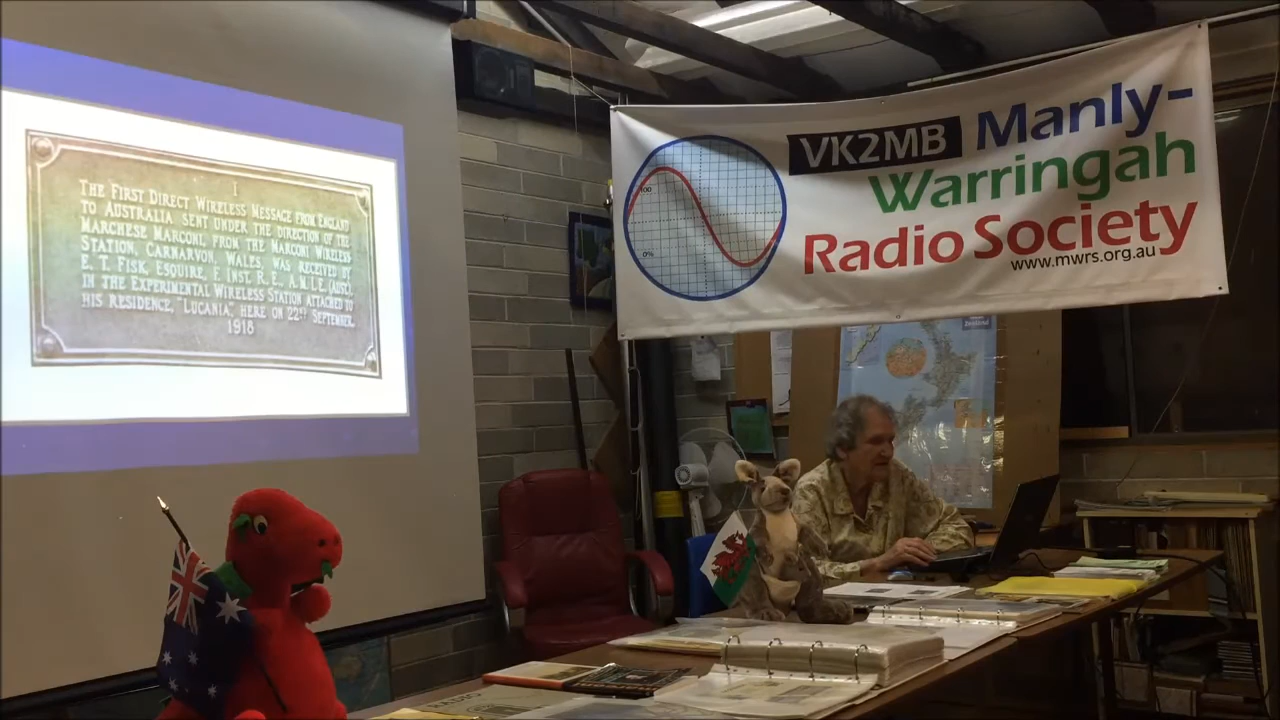 I
THE FIRST DIRECT WIRELESS MESSAGE FROM ENGLAND
TO AUSTRALIA SENT UNDER THE DIRECTION OF THE
MARCHESE MARCONI, FROM THE MARCONI WIRELESS
STATION, CARNARVON, WALES, WAS RECEIVED BY
E. T. FISK, ESQUIRE, F. INST. R. E., A.M.I.E. (AUST.)
IN THE EXPERIMENTAL WIRELESS STATION ATTACHED TO
HIS RESIDENCE, "LUCANIA," HERE ON 22ND SEPTEMBER,
1918
100
0%
VK2MB Manly-
Warringah
Radio Society
www.mwrs.org.au